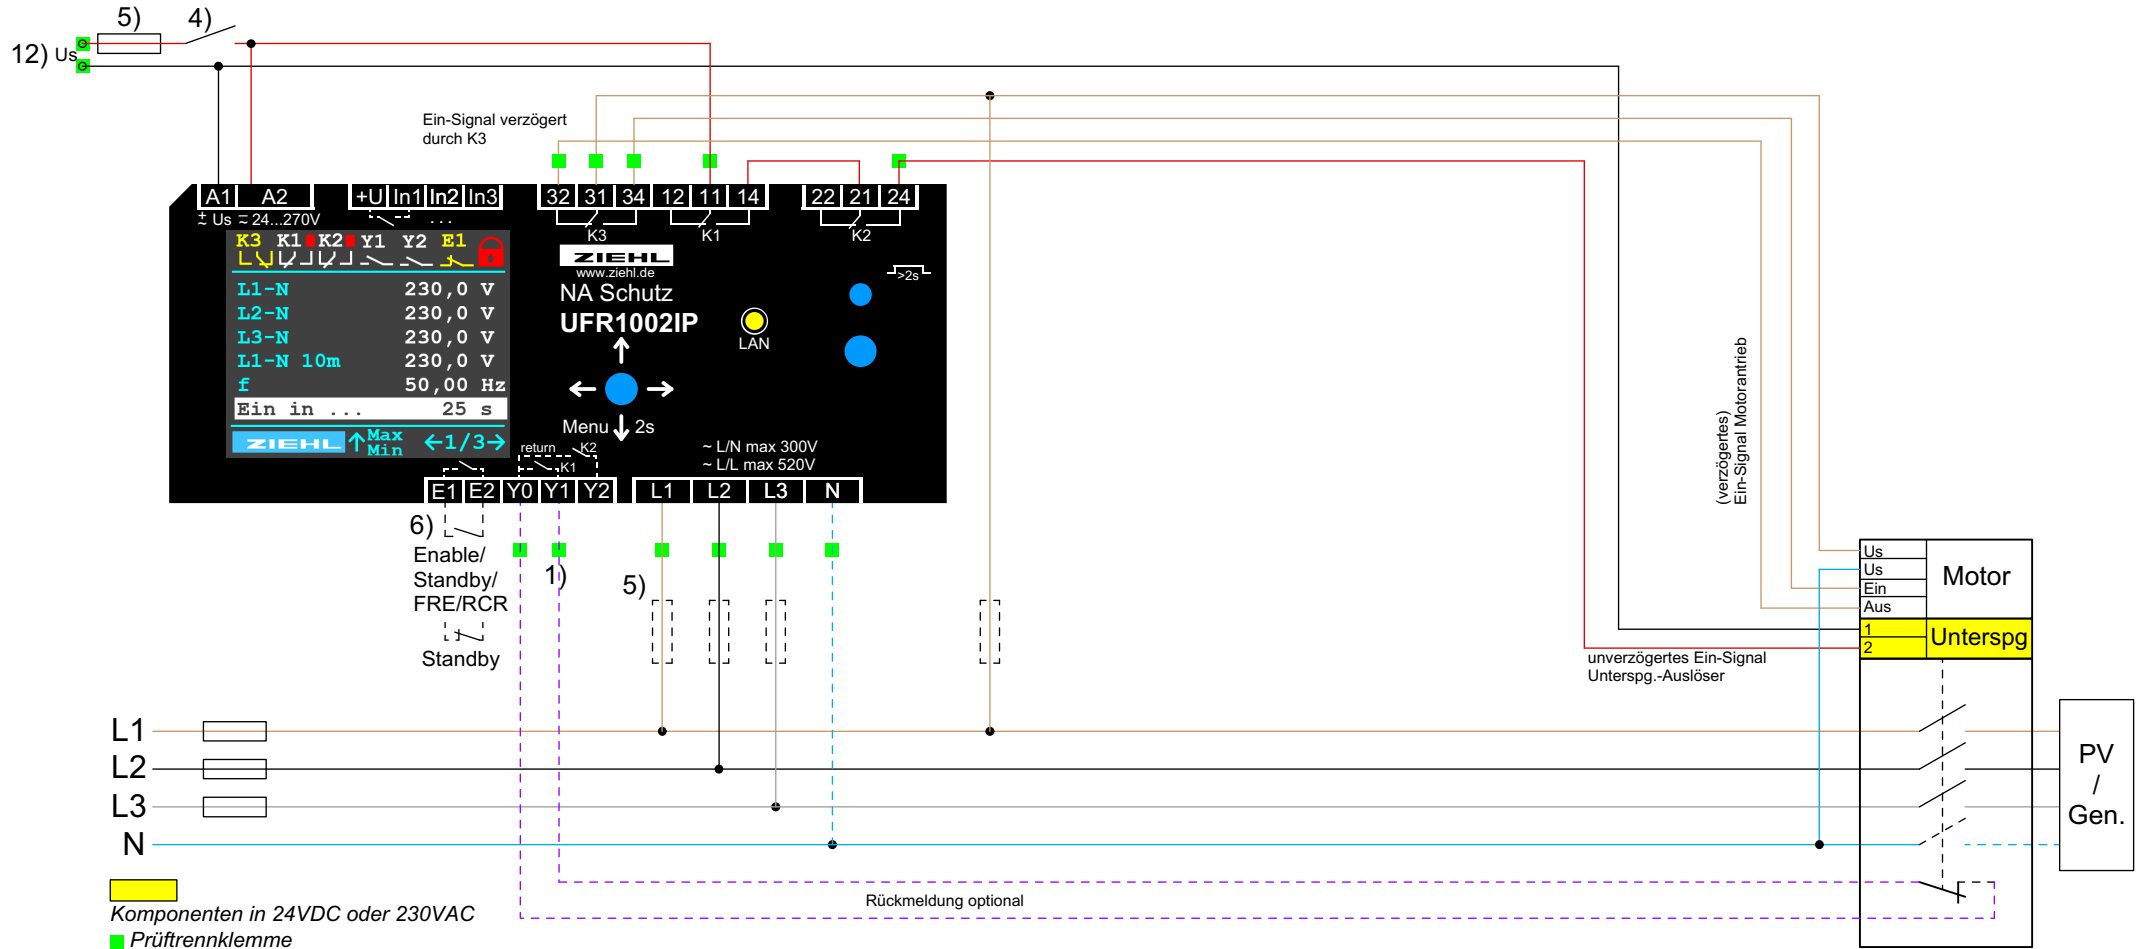 5)
4)
12) Us
Ein-Signal verzögert
durch K3
A1 A2
+U In1 In2 In3
32 31 34 12 11 14
22 21 24
± ~ Us ≂ 24...270V
...
K3
K1
K2
K3 K1 K2 Y1 Y2 E1
ZIEHL
www.ziehl.de
>2s
L1-N 230,0 V
NA Schutz
L2-N 230,0 V
UFR1002IP
L3-N 230,0 V
LAN
L1-N 10m 230,0 V
f 50,00 Hz
Ein in ... 25 s
Menu 2s
ZIEHL ↑ Max Min ←1/3→
return K2
K1
~ L/N max 300V
~ L/L max 520V
E1 E2 Y0 Y1 Y2
L1 L2 L3 N
(verzögertes)
Ein-Signal Motorantrieb
6)
Enable/
Standby/
FRE/RCR
Standby
1)
5)
Us
Us
Ein
Aus
Motor
1
2
Unterspg
unverzögertes Ein-Signal
Unterspg.-Auslöser
L1
L2
L3
N
PV
/
Gen.
Rückmeldung optional
Komponenten in 24VDC oder 230VAC
Prüftrennklemme